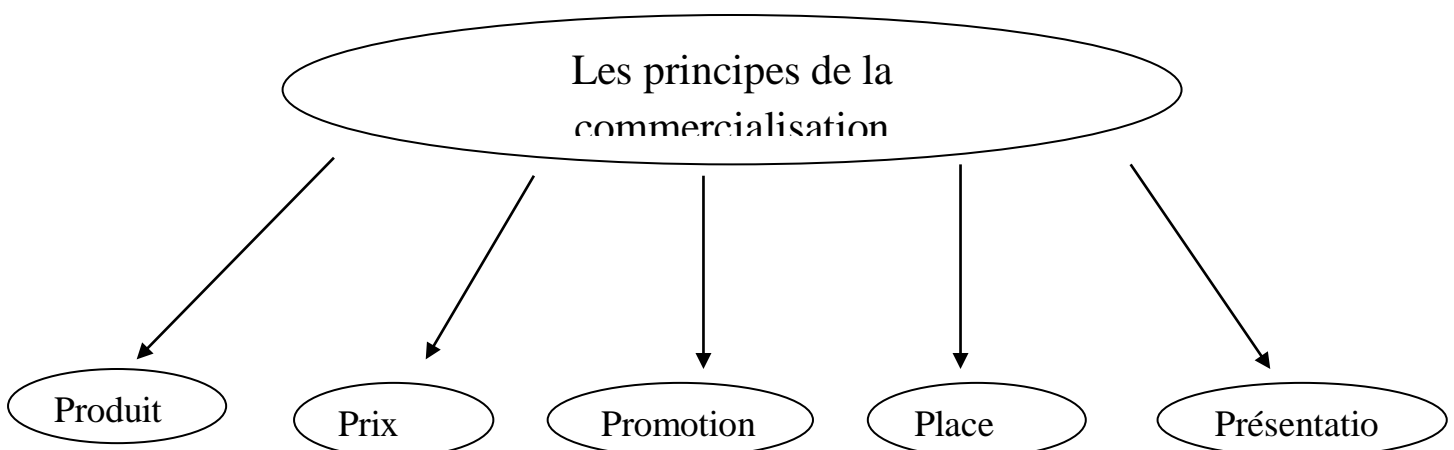 Les principes de la
commercialisation
Produit
Prix
Promotion
Place
Présentatio